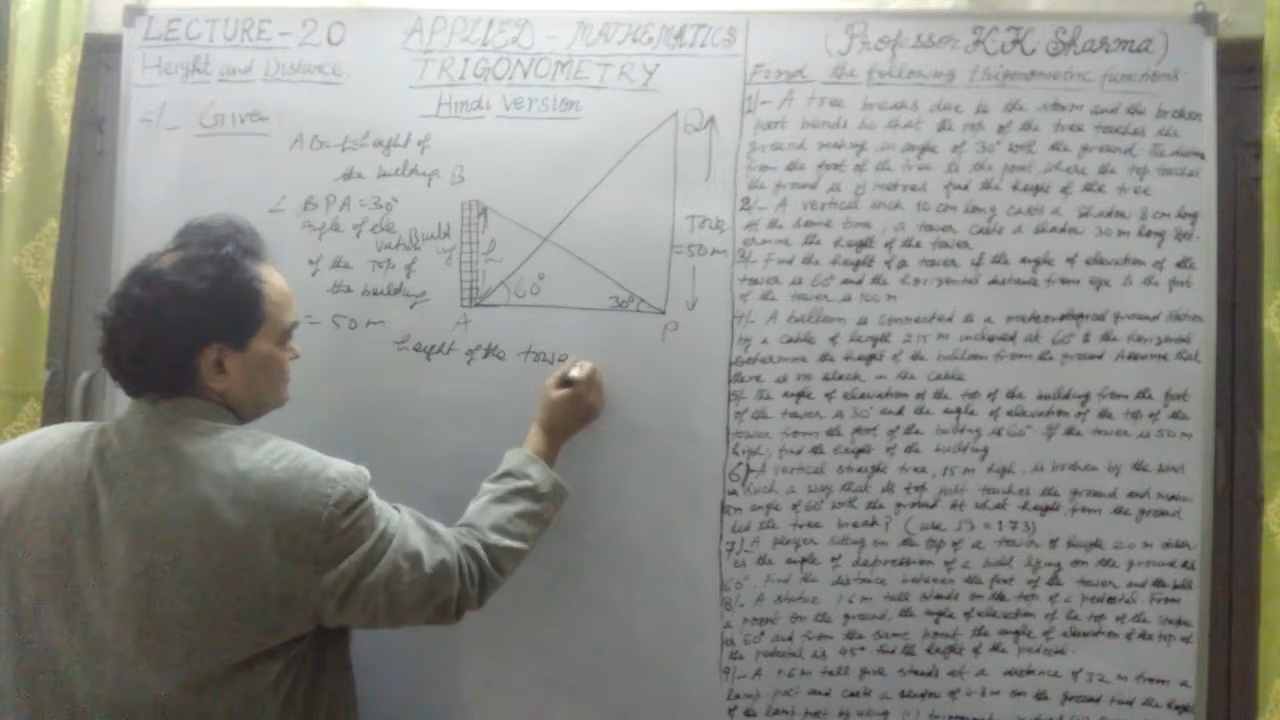 LECTURE-20
APPLIED - MATHEMATICS
(Professor K.K. Sharma)
Height and Distance
TRIGONOMETRY
Hindi Version
5/_ Given:
height of
the building B
∠ BPA = 30°
Angle of ele
vation
of the Top of
the building
= 50 m
Build
ing
h
60°
30°
A
P
Q
Towe
= 50 m
height of the towe
Find the following trigonometric functions
1/- A tree breaks due to the storm and the broken
part bends so that the top of the tree touches the
ground making an angle of 30° with the ground. The
from the foot of the tree to the point where the top touches
the ground is 8 metres find the height of the tree
2/- A vertical stick 10 cm long casts a shadow 8 cm long
At the same time, a tower casts a shadow 30 m long Det-
ermine the height of the tower
3/- Find the height of a tower if the angle of elevation of the
tower is 60° and the horizontal distance from eye to the foot
of the tower is 100 m
4/- A balloon is connected to a meteorological ground station
by a cable of length 215 m inclined at 60° to the horizontal
Determine the height of the balloon from the ground Assume that
there is no slack in the cable
5/- The angle of elevation of the top of the building from the foot
of the tower is 30° and the angle of elevation of the top of the
tower from the foot of the building is 60°. If the tower is 50 m
high, find the height of the building
6)- A vertical straight tree, 15 m high, is broken by the wind
in such a way that its top just touches the ground and makes
an angle of 60° with the ground. At what height from the ground
did the tree break? (use √3 = 1.73)
7/- A player sitting on the top of a tower of height 20 m
the angle of depression of a ball lying on the ground as
60°. Find the distance between the foot of the tower and the ball
8/- A statue 1.6 m tall stands on the top of a pedestal. From
a point on the ground, the angle of elevation of the top of the statue
is 60° and from the same point the angle of elevation of the top of
the pedestal is 45°. Find the height of the pedestal.
9/- A 1.6 m tall girl stands at a distance of 3.2 m from a
lamp-post and casts a shadow of 4.8 m on the ground find the height
of the lamp post by using (i) trigonometric